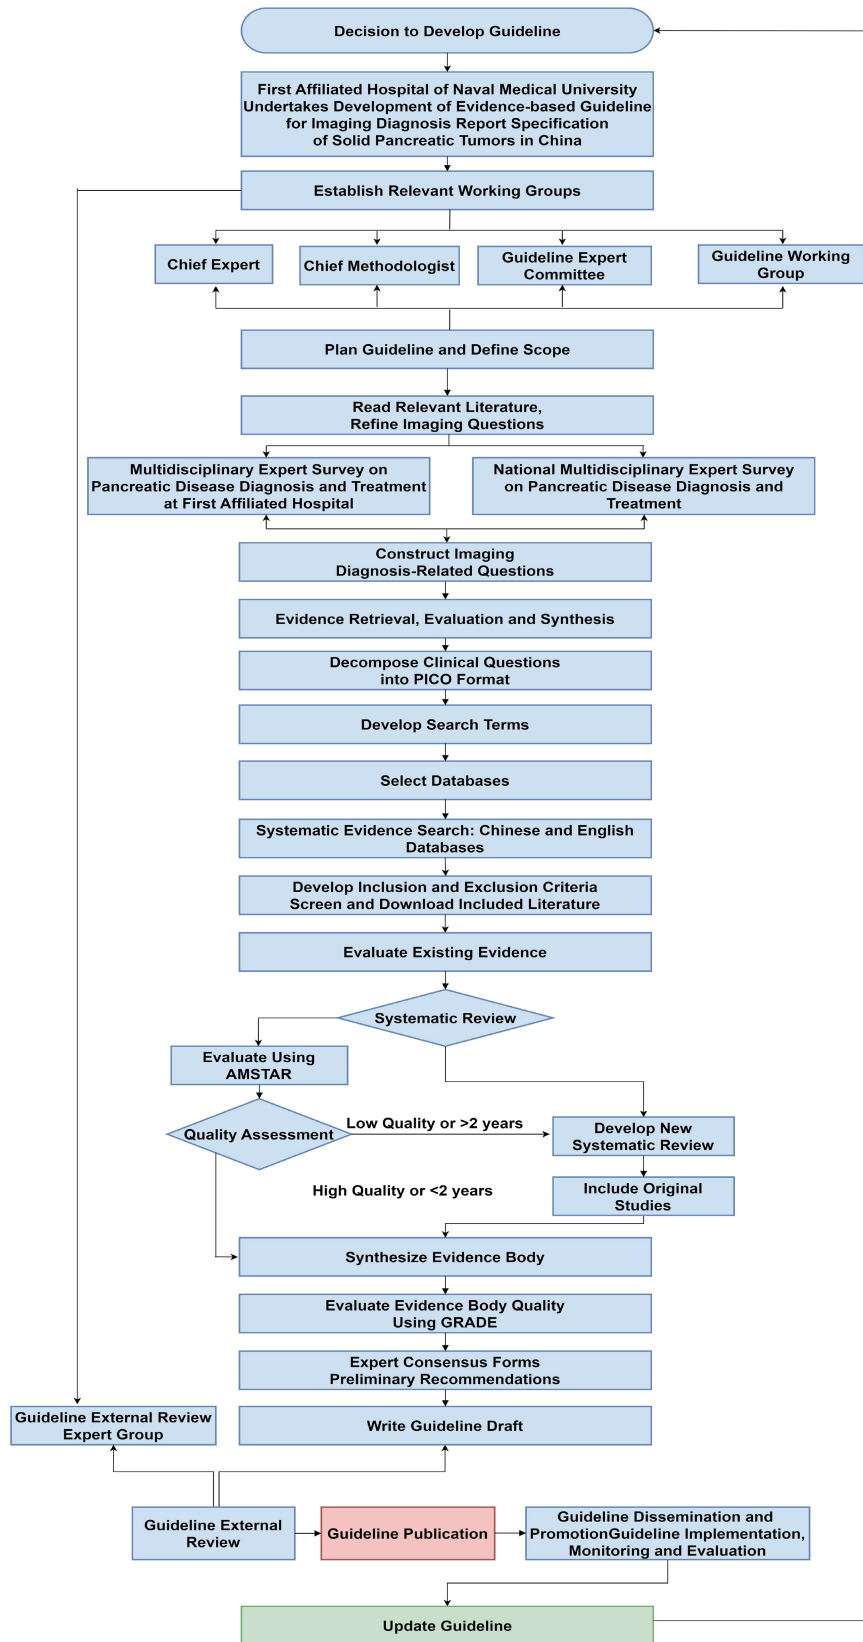 Decision to Develop Guideline
First Affiliated Hospital of Naval Medical University
Undertakes Development of Evidence-based Guideline
for Imaging Diagnosis Report Specification
of Solid Pancreatic Tumors in China
Establish Relevant Working Groups
Chief Expert
Chief Methodologist
Guideline Expert
Committee
Guideline Working
Group
Plan Guideline and Define Scope
Read Relevant Literature,
Refine Imaging Questions
Multidisciplinary Expert Survey on
Pancreatic Disease Diagnosis and Treatment
at First Affiliated Hospital
National Multidisciplinary Expert Survey
on Pancreatic Disease Diagnosis and
Treatment
Construct Imaging
Diagnosis-Related Questions
Evidence Retrieval, Evaluation and Synthesis
Decompose Clinical Questions
into PICO Format
Develop Search Terms
Select Databases
Systematic Evidence Search: Chinese and English
Databases
Develop Inclusion and Exclusion Criteria
Screen and Download Included Literature
Evaluate Existing Evidence
Systematic Review
Evaluate Using
AMSTAR
Quality Assessment
Low Quality or >2 years
Develop New
Systematic Review
High Quality or <2 years
Include Original
Studies
Synthesize Evidence Body
Evaluate Evidence Body Quality
Using GRADE
Expert Consensus Forms
Preliminary Recommendations
Guideline External Review
Expert Group
Write Guideline Draft
Guideline External
Review
Guideline Publication
Guideline Dissemination and
PromotionGuideline Implementation,
Monitoring and Evaluation
Update Guideline